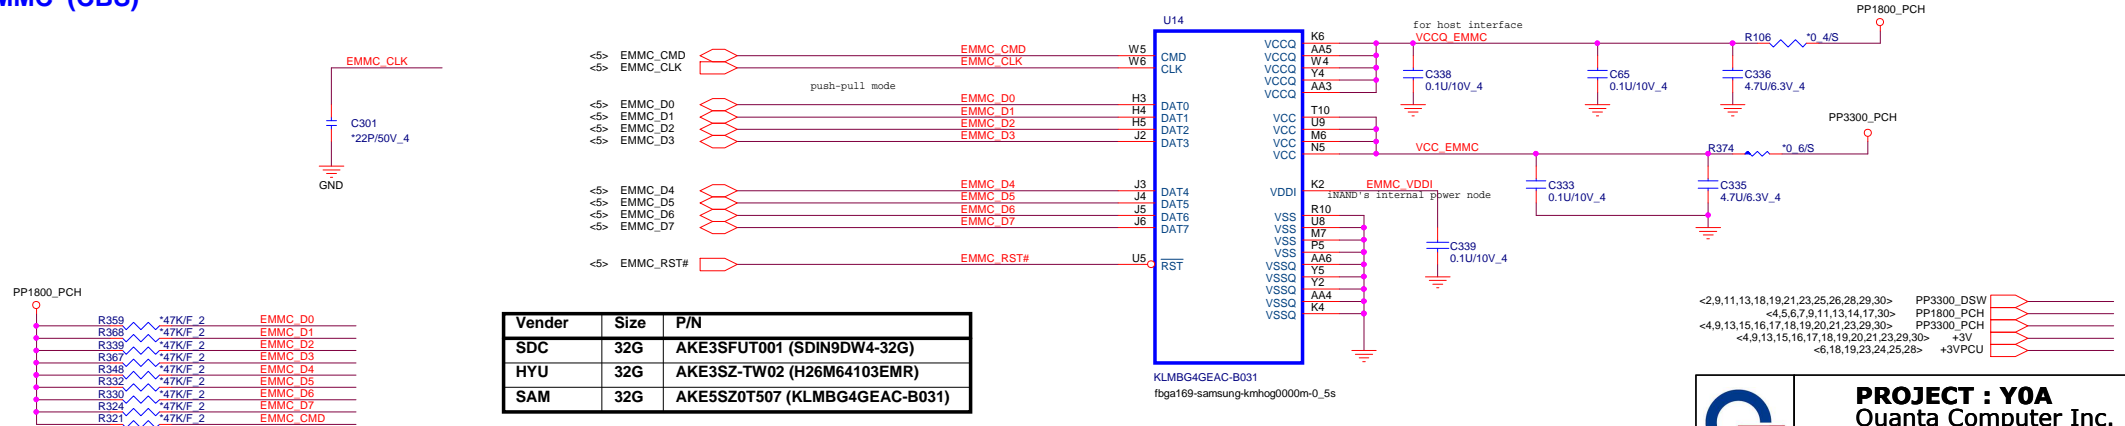 PP1800_PCH
U14
for host interface
EMMC_CLK
<5> EMMC_CMD EMMC_CMD W5 CMD
<5> EMMC_CLK EMMC_CLK W6 CLK
push-pull mode
<5> EMMC_D0 EMMC_D0 H3 DAT0
<5> EMMC_D1 EMMC_D1 H4 DAT1
<5> EMMC_D2 EMMC_D2 H5 DAT2
<5> EMMC_D3 EMMC_D3 J2 DAT3
<5> EMMC_D4 EMMC_D4 J3 DAT4
<5> EMMC_D5 EMMC_D5 J4 DAT5
<5> EMMC_D6 EMMC_D6 J5 DAT6
<5> EMMC_D7 EMMC_D7 J6 DAT7
<5> EMMC_RST# EMMC_RST# U5 RST
C301
*22P/50V_4
GND
VCCQ K6 VCCQ_EMMC R106 *0_4/S
VCCQ AA5
VCCQ W4
VCCQ Y4
VCCQ AA3
C338
0.1U/10V_4
C65
0.1U/10V_4
C336
4.7U/6.3V_4
VCC T10
VCC U9
VCC M6
VCC N5 VCC_EMMC R374 *0_6/S
PP3300_PCH
VDDI K2 EMMC_VDDI
iNAND's internal power node
C333
0.1U/10V_4
C335
4.7U/6.3V_4
VSS R10
VSS U8
VSS M7
VSS P5
VSSQ AA6
VSSQ Y5
VSSQ Y2
VSSQ AA4
VSSQ K4
C339
0.1U/10V_4
KLMBG4GEAC-B031
fbga169-samsung-kmhog0000m-0_5s
PP1800_PCH
R359 *47K/F_2 EMMC_D0
R368 *47K/F_2 EMMC_D1
R339 *47K/F_2 EMMC_D2
R367 *47K/F_2 EMMC_D3
R348 *47K/F_2 EMMC_D4
R332 *47K/F_2 EMMC_D5
R330 *47K/F_2 EMMC_D6
R324 *47K/F_2 EMMC_D7
R321 *47K/F_2 EMMC_CMD
Vender Size P/N
SDC 32G AKE3SFUT001 (SDIN9DW4-32G)
HYU 32G AKE3SZ-TW02 (H26M64103EMR)
SAM 32G AKE5SZ0T507 (KLMBG4GEAC-B031)
<2,9,11,13,18,19,21,23,25,26,28,29,30> PP3300_DSW
<4,5,6,7,9,11,13,14,17,30> PP1800_PCH
<4,9,13,15,16,17,18,19,20,21,23,29,30> PP3300_PCH
<4,9,13,15,16,17,18,19,20,21,23,29,30> +3V
<6,18,19,23,24,25,28> +3VPCU
PROJECT : Y0A
Quanta Computer Inc.